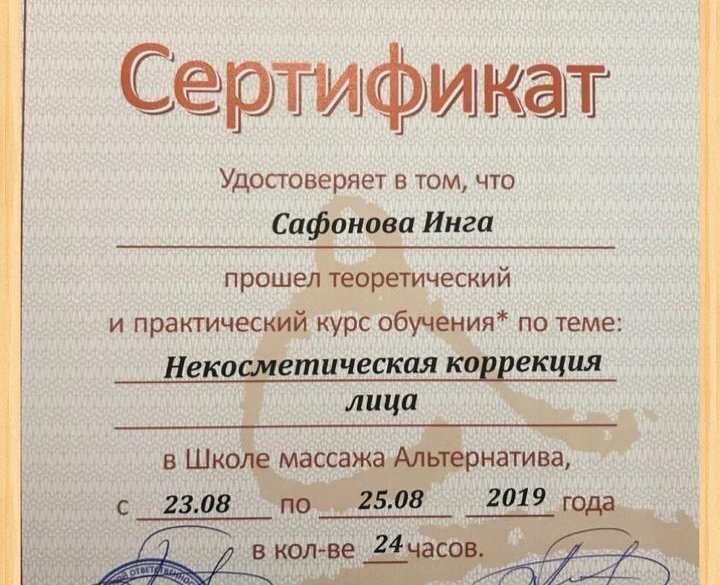 Сертификат
Удостоверяет в том, что
Сафонова Инга
прошел теоретический
и практический курс обучения* по теме:
Некосметическая коррекция
лица
в Школе массажа Альтернатива,
с 23.08 по 25.08 2019 года
в кол-ве 24 часов.